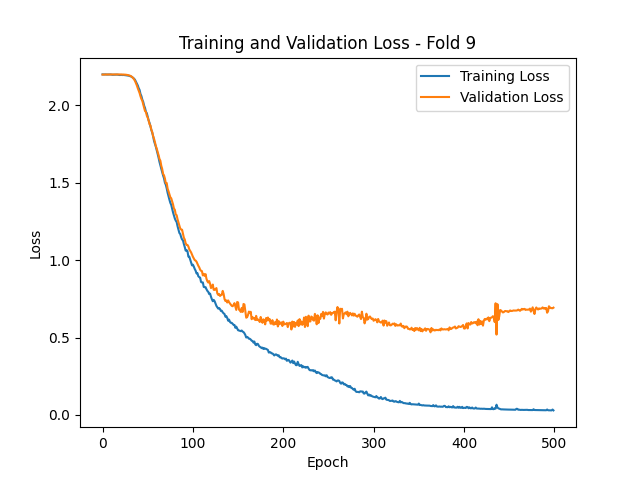 Training and Validation Loss - Fold 9
Training Loss
Validation Loss
2.0
1.5
1.0
0.5
0.0
Loss
0 100 200 300 400 500
Epoch